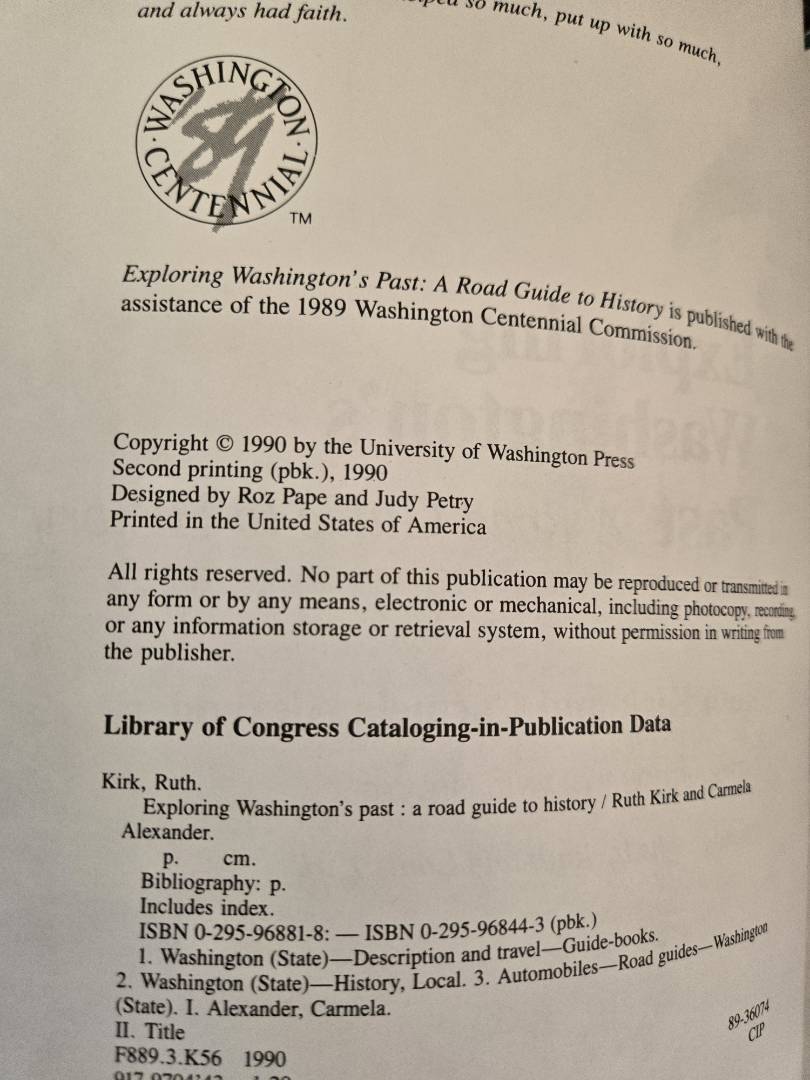 so much, put up with so much,
and always had faith.
WASHINGTON
89
CENTENNIAL
TM
Exploring Washington's Past: A Road Guide to History is published with the
assistance of the 1989 Washington Centennial Commission.
Copyright © 1990 by the University of Washington Press
Second printing (pbk.), 1990
Designed by Roz Pape and Judy Petry
Printed in the United States of America
All rights reserved. No part of this publication may be reproduced or transmitted in
any form or by any means, electronic or mechanical, including photocopy, recording,
or any information storage or retrieval system, without permission in writing from
the publisher.
Library of Congress Cataloging-in-Publication Data
Kirk, Ruth.
Exploring Washington's past : a road guide to history / Ruth Kirk and Carmela
Alexander.
p. cm.
Bibliography: p.
Includes index.
ISBN 0-295-96881-8: — ISBN 0-295-96844-3 (pbk.)
1. Washington (State)—Description and travel—Guide-books.
2. Washington (State)—History, Local. 3. Automobiles—Road guides—Washington
(State). I. Alexander, Carmela.
II. Title
F889.3.K56 1990
89-36074
CIP